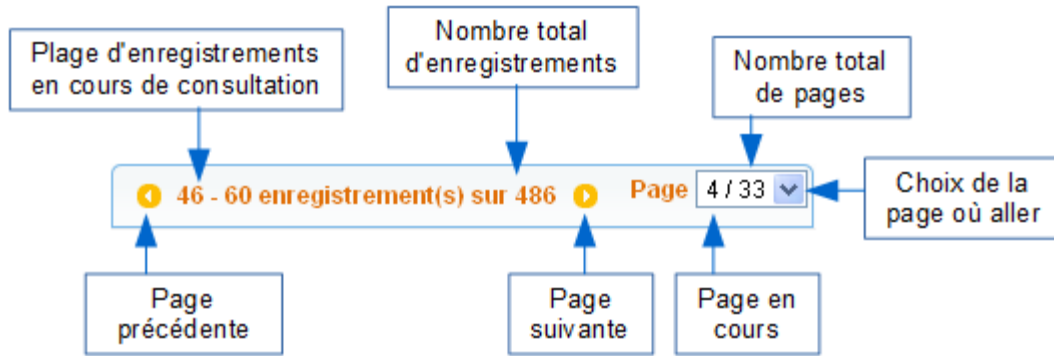 Plage d'enregistrements
en cours de consultation
Nombre total
d'enregistrements
Nombre total
de pages
46 - 60 enregistrement(s) sur 486
Page 4 / 33
Choix de la
page où aller
Page
précédente
Page
suivante
Page en
cours